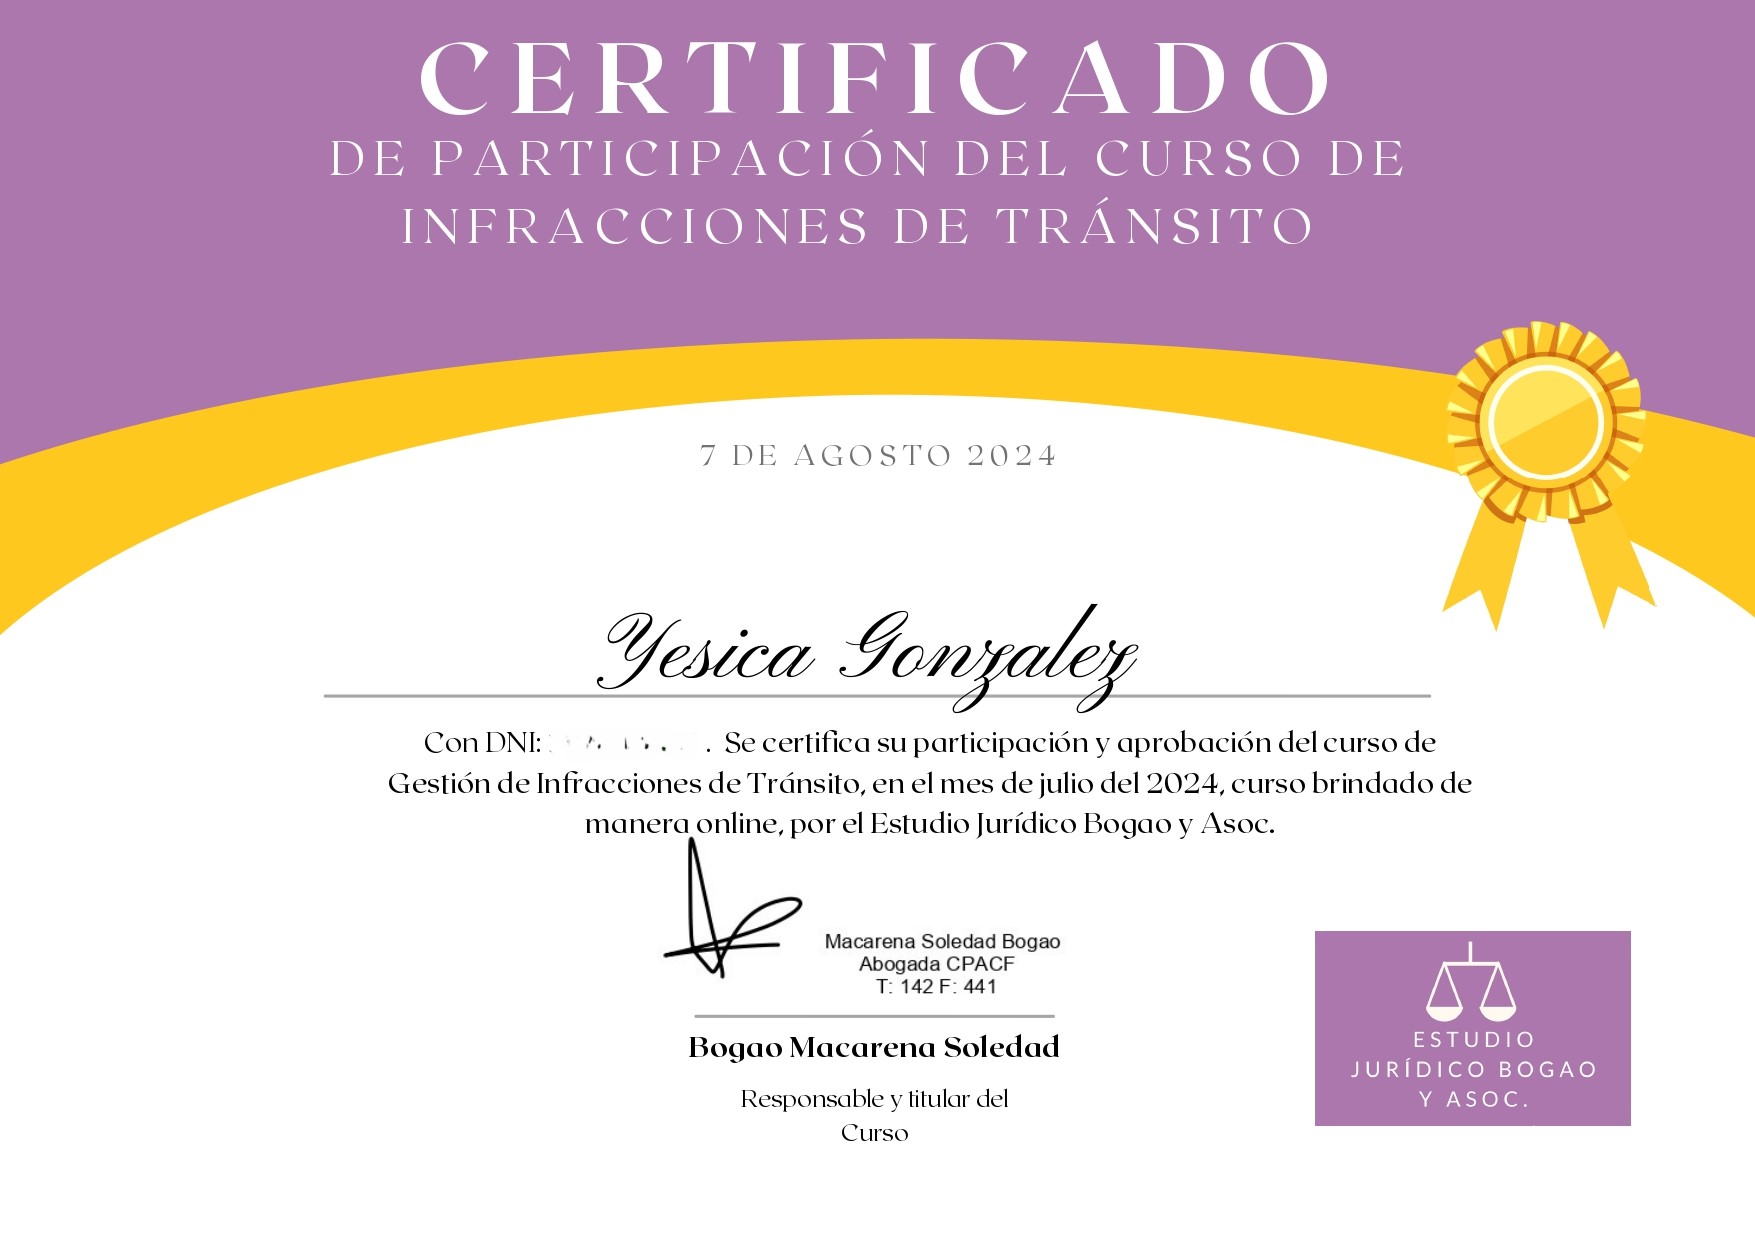 CERTIFICADO
DE PARTICIPACIÓN DEL CURSO DE
INFRACCIONES DE TRÁNSITO
7 DE AGOSTO 2024
Yesica Gonzalez
Con DNI: . Se certifica su participación y aprobación del curso de
Gestión de Infracciones de Tránsito, en el mes de julio del 2024, curso brindado de
manera online, por el Estudio Jurídico Bogao y Asoc.
Macarena Soledad Bogao
Abogada CPACF
T: 142 F: 441
Bogao Macarena Soledad
Responsable y titular del
Curso
ESTUDIO
JURÍDICO BOGAO
Y ASOC.